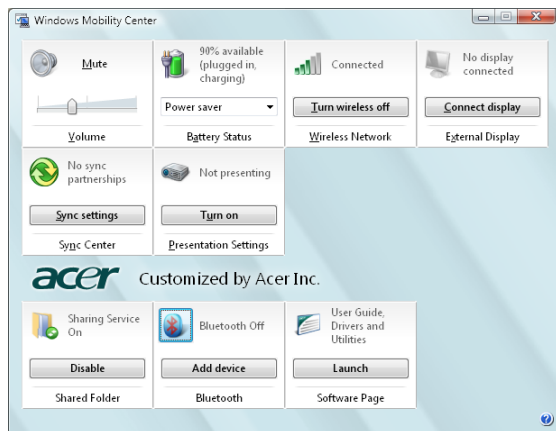 Windows Mobility Center
Mute
Volume
90% available
(plugged in,
charging)
Power saver
Battery Status
Connected
Turn wireless off
Wireless Network
No display
connected
Connect display
External Display
No sync
partnerships
Sync settings
Sync Center
Not presenting
Turn on
Presentation Settings
acer Customized by Acer Inc.
Sharing Service
On
Disable
Shared Folder
Bluetooth Off
Add device
Bluetooth
User Guide,
Drivers and
Utilities
Launch
Software Page